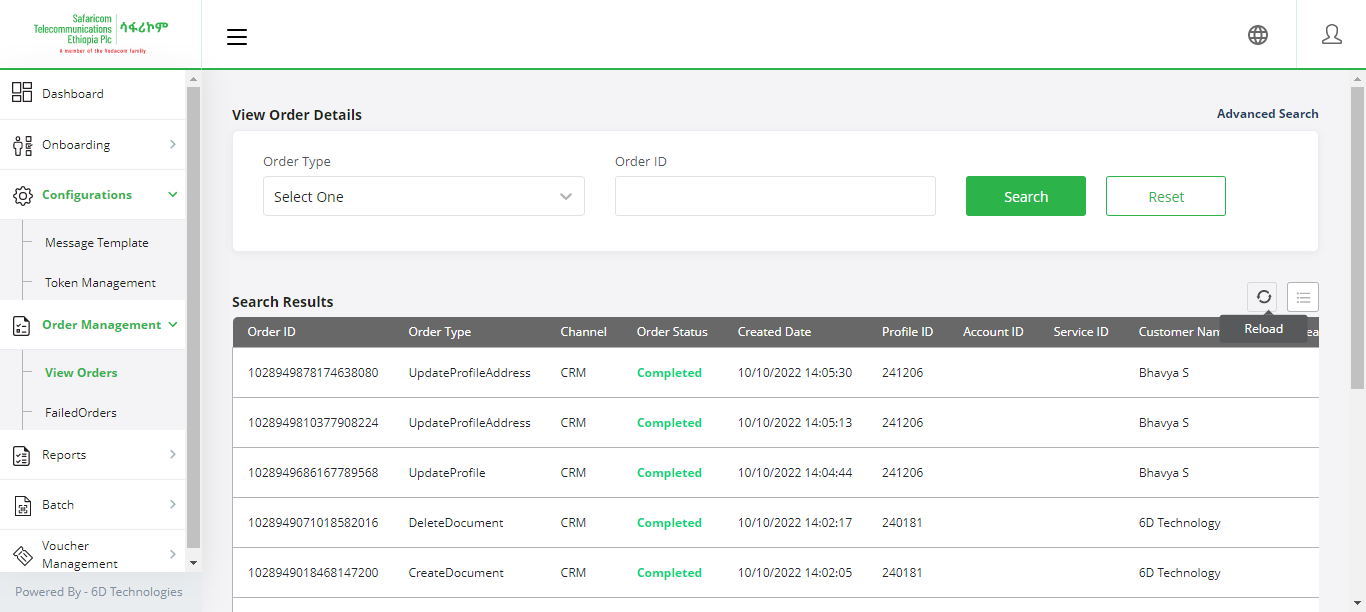 Safaricom
Telecommunications
Ethiopia Plc
ሳፋሪኮም
A member of the Vodacom family
Dashboard
Onboarding
Configurations
Message Template
Token Management
Order Management
View Orders
FailedOrders
Reports
Batch
Voucher
Management
Powered By - 6D Technologies
View Order Details
Advanced Search
Order Type
Order ID
Select One
Search
Reset
Search Results
Reload
Order ID Order Type Channel Order Status Created Date Profile ID Account ID Service ID Customer Nam
1028949878174638080 UpdateProfileAddress CRM Completed 10/10/2022 14:05:30 241206 Bhavya S
1028949810377908224 UpdateProfileAddress CRM Completed 10/10/2022 14:05:13 241206 Bhavya S
1028949686167789568 UpdateProfile CRM Completed 10/10/2022 14:04:44 241206 Bhavya S
1028949071018582016 DeleteDocument CRM Completed 10/10/2022 14:02:17 240181 6D Technology
1028949018468147200 CreateDocument CRM Completed 10/10/2022 14:02:05 240181 6D Technology